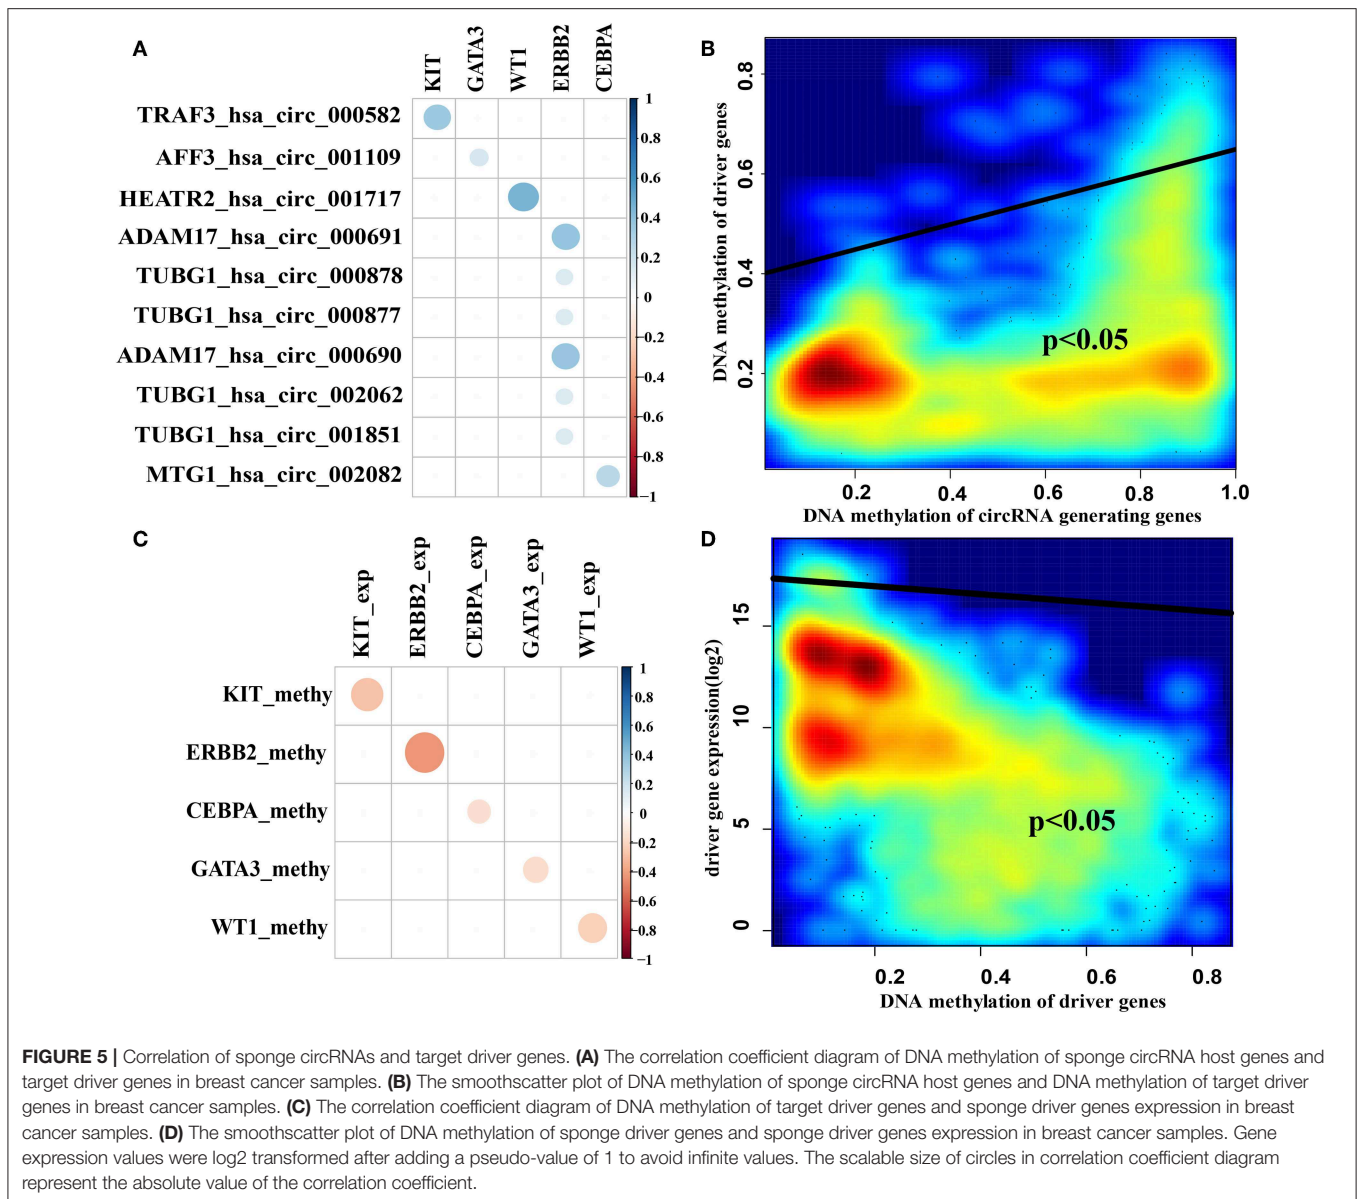 A
KIT
GATA3
WT1
ERBB2
CEBPA
TRAF3_hsa_circ_000582
AFF3_hsa_circ_001109
HEATR2_hsa_circ_001717
ADAM17_hsa_circ_000691
TUBG1_hsa_circ_000878
TUBG1_hsa_circ_000877
ADAM17_hsa_circ_000690
TUBG1_hsa_circ_002062
TUBG1_hsa_circ_001851
MTG1_hsa_circ_002082
1
0.8
0.6
0.4
0.2
0
-0.2
-0.4
-0.6
-0.8
-1
B
DNA methylation of driver genes
0.8
0.6
0.4
0.2
p<0.05
0.2 0.4 0.6 0.8 1.0
DNA methylation of circRNA generating genes
C
KIT_exp
ERBB2_exp
CEBPA_exp
GATA3_exp
WT1_exp
KIT_methy
ERBB2_methy
CEBPA_methy
GATA3_methy
WT1_methy
1
0.8
0.6
0.4
0.2
0
-0.2
-0.4
-0.6
-0.8
-1
D
driver gene expression(log2)
15
10
5
0
p<0.05
0.2 0.4 0.6 0.8
DNA methylation of driver genes
FIGURE 5 | Correlation of sponge circRNAs and target driver genes. (A) The correlation coefficient diagram of DNA methylation of sponge circRNA host genes and
target driver genes in breast cancer samples. (B) The smoothscatter plot of DNA methylation of sponge circRNA host genes and DNA methylation of target driver
genes in breast cancer samples. (C) The correlation coefficient diagram of DNA methylation of target driver genes and sponge driver genes expression in breast
cancer samples. (D) The smoothscatter plot of DNA methylation of sponge driver genes and sponge driver genes expression in breast cancer samples. Gene
expression values were log2 transformed after adding a pseudo-value of 1 to avoid infinite values. The scalable size of circles in correlation coefficient diagram
represent the absolute value of the correlation coefficient.